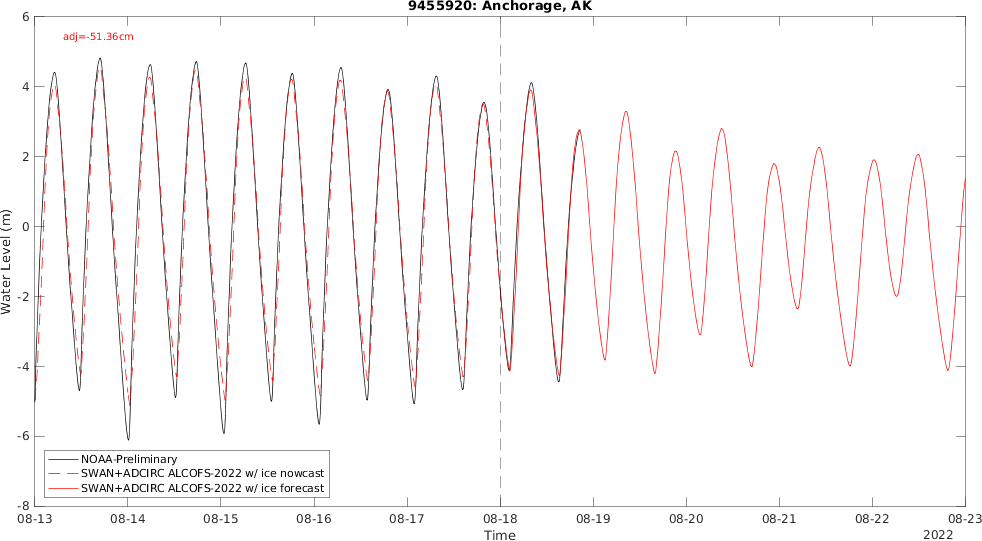 9455920: Anchorage, AK
adj=-51.36cm
Water Level (m)
6
4
2
0
-2
-4
-6
-8
NOAA-Preliminary
SWAN+ADCIRC ALCOFS-2022 w/ ice nowcast
SWAN+ADCIRC ALCOFS-2022 w/ ice forecast
08-13 08-14 08-15 08-16 08-17 08-18 08-19 08-20 08-21 08-22 08-23
Time
2022